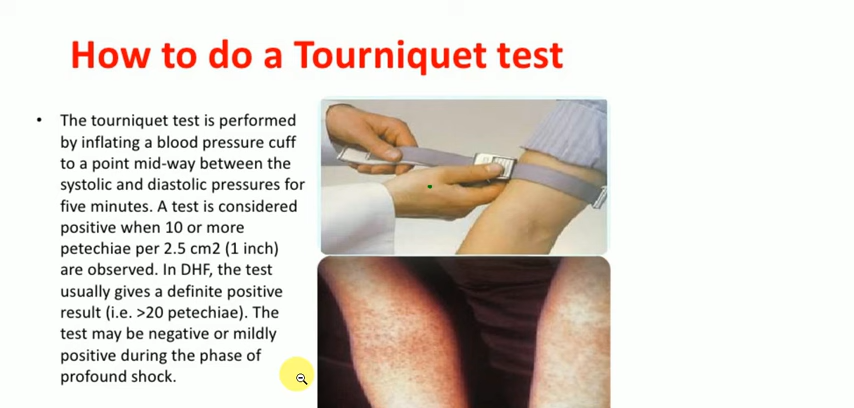 How to do a Tourniquet test
• The tourniquet test is performed
by inflating a blood pressure cuff
to a point mid-way between the
systolic and diastolic pressures for
five minutes. A test is considered
positive when 10 or more
petechiae per 2.5 cm2 (1 inch)
are observed. In DHF, the test
usually gives a definite positive
result (i.e. >20 petechiae). The
test may be negative or mildly
positive during the phase of
profound shock.